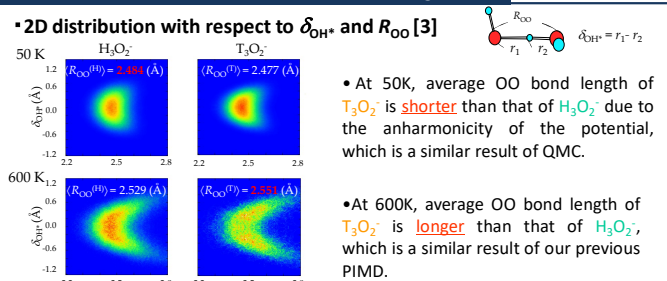 ▪2D distribution with respect to δOH* and ROO [3]
ROO
r1 r2
δOH* = r1- r2
H3O2- T3O2-
50 K
⟨ROO(H)⟩ = 2.484 (Å) ⟨ROO(T)⟩ = 2.477 (Å)
δOH* (Å)
1.2
0.6
0.0
-0.6
-1.2
2.2 2.5 2.8 2.2 2.5 2.8
• At 50K, average OO bond length of
T3O2- is shorter than that of H3O2- due to
the anharmonicity of the potential,
which is a similar result of QMC.
600 K
⟨ROO(H)⟩ = 2.529 (Å) ⟨ROO(T)⟩ = 2.551 (Å)
δOH* (Å)
1.2
0.6
0.0
-0.6
-1.2
•At 600K, average OO bond length of
T3O2- is longer than that of H3O2-,
which is a similar result of our previous
PIMD.